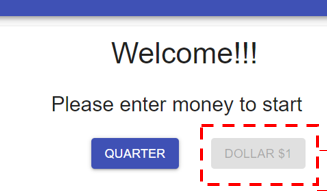 Welcome!!!
Please enter money to start
QUARTER DOLLAR $1